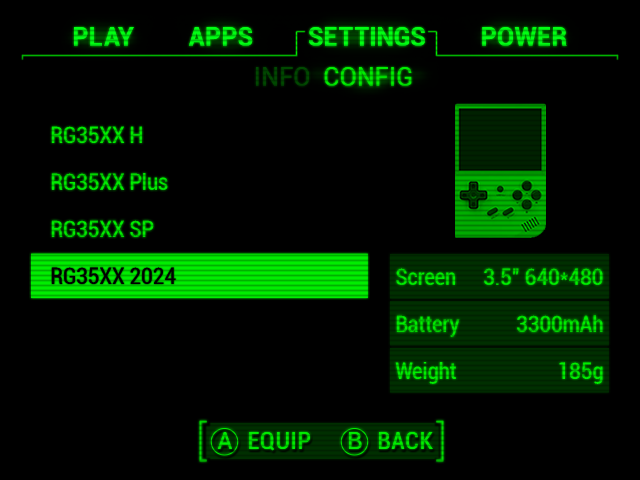 PLAY APPS SETTINGS POWER
INFO CONFIG
RG35XX H
RG35XX Plus
RG35XX SP
RG35XX 2024
Screen 3.5" 640*480
Battery 3300mAh
Weight 185g
A EQUIP B BACK